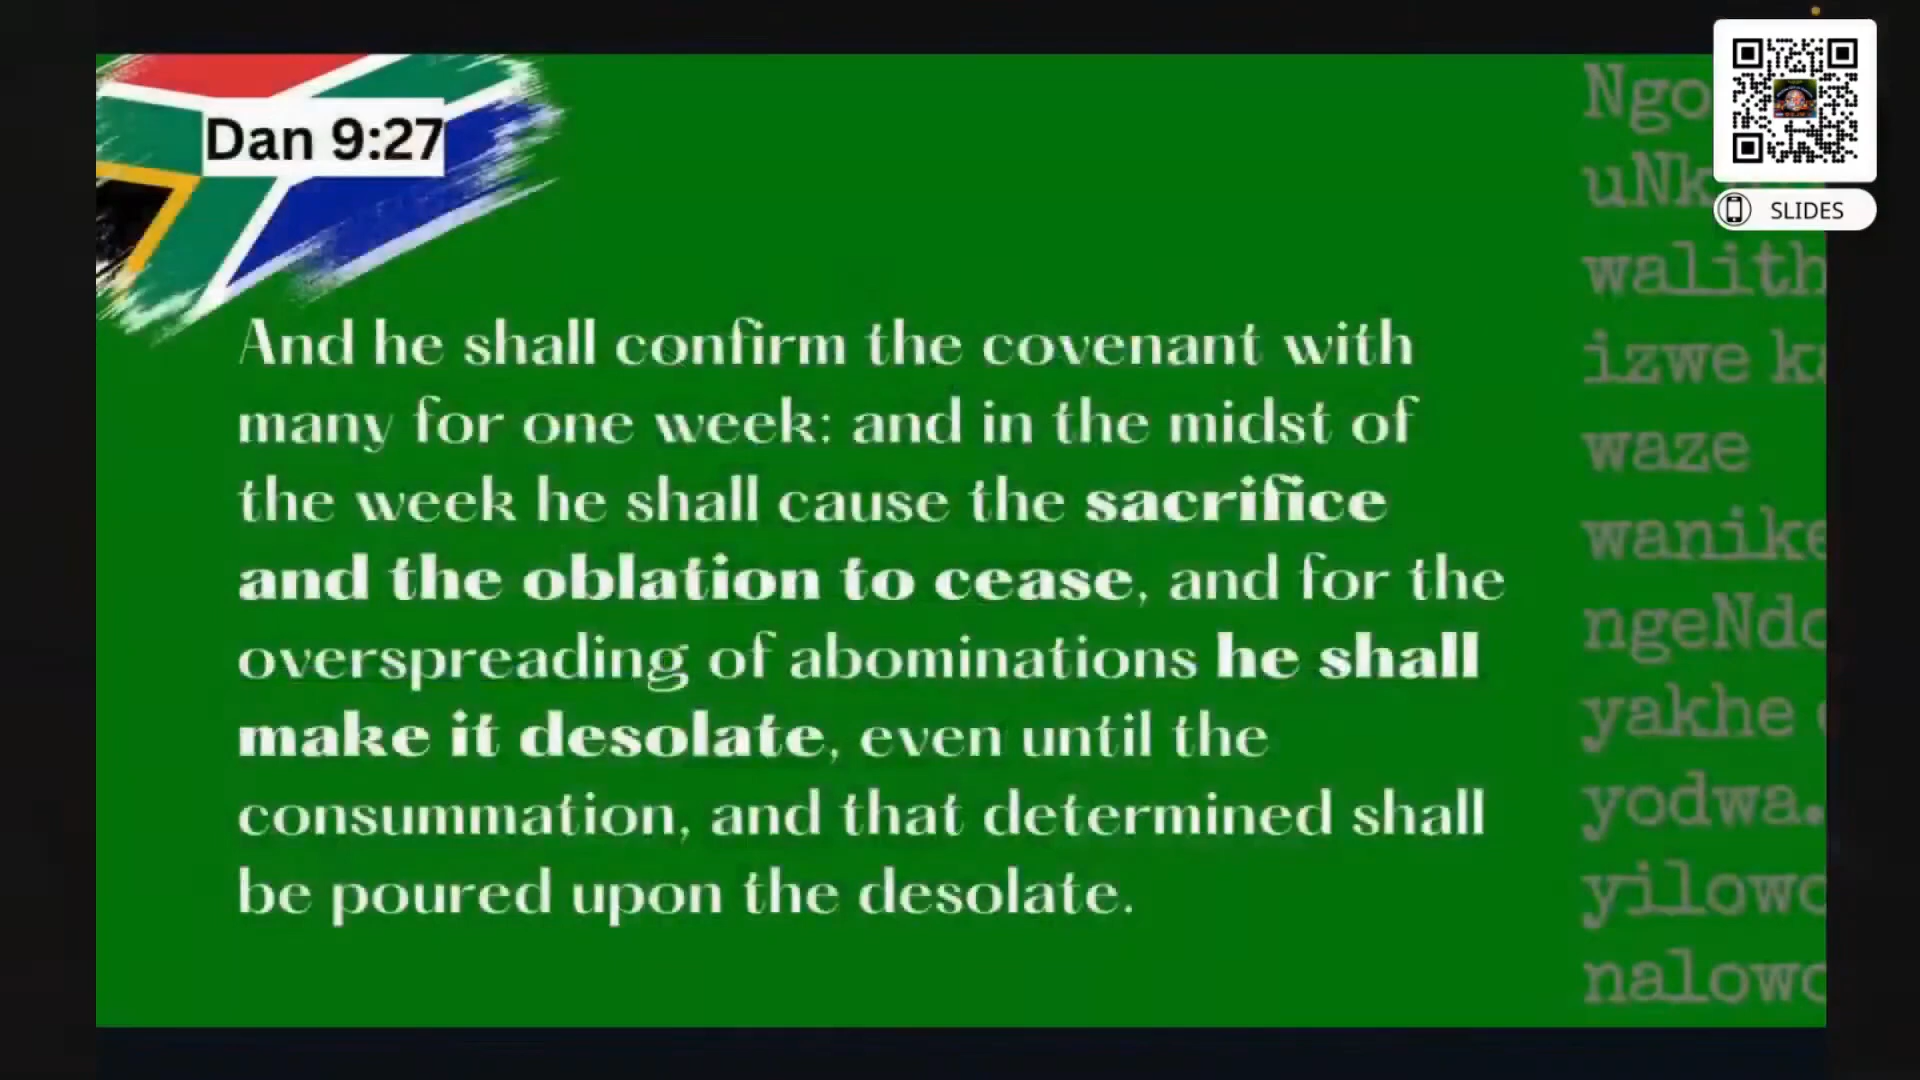 Dan 9:27
And he shall confirm the covenant with
many for one week: and in the midst of
the week he shall cause the sacrifice
and the oblation to cease, and for the
overspreading of abominations he shall
make it desolate, even until the
consummation, and that determined shall
be poured upon the desolate.
waze
yakhe
yodwa.
SLIDES